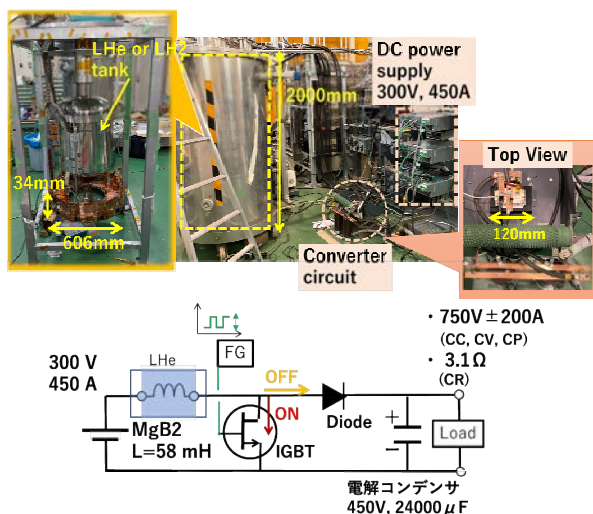 LHe or LH2
tank
2000mm
DC power
supply
300V, 450A
Top View
34mm
606mm
120mm
Converter
circuit
・750V±200A
(CC, CV, CP)
・ 3.1Ω
(CR)
300 V
450 A
LHe
FG
OFF
ON
MgB2
L=58 mH
IGBT
Diode
+
−
Load
電解コンデンサ
450V, 24000μF